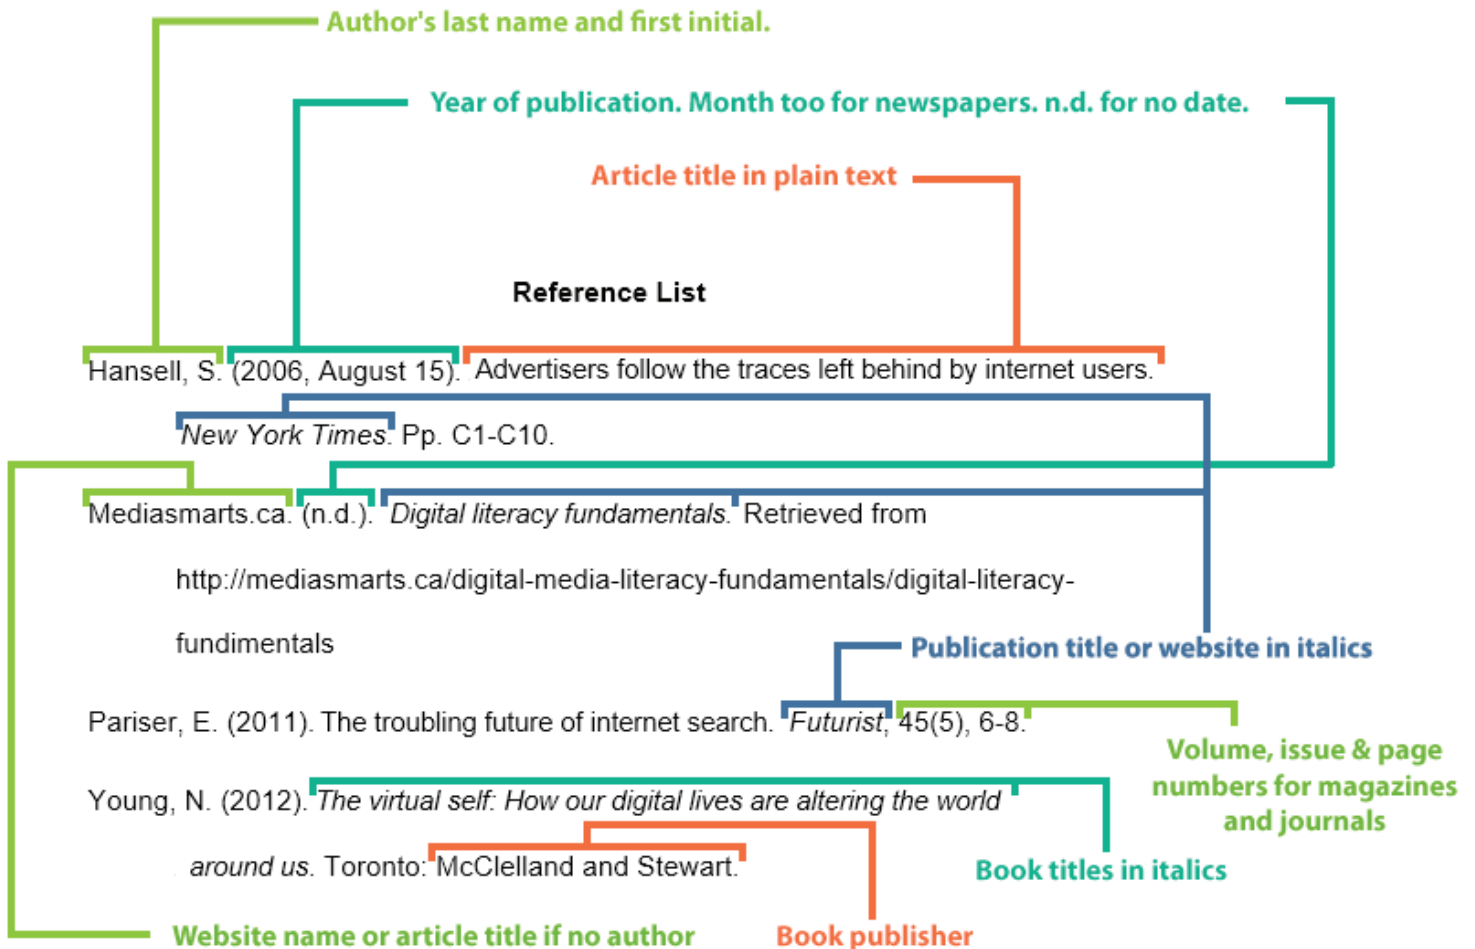 Author's last name and first initial.
Year of publication. Month too for newspapers. n.d. for no date.
Article title in plain text
Reference List
Hansell, S. (2006, August 15). Advertisers follow the traces left behind by internet users.
New York Times. Pp. C1-C10.
Mediasmarts.ca. (n.d.). Digital literacy fundamentals. Retrieved from
http://mediasmarts.ca/digital-media-literacy-fundamentals/digital-literacy-
fundimentals
Publication title or website in italics
Pariser, E. (2011). The troubling future of internet search. Futurist, 45(5), 6-8.
Volume, issue & page
numbers for magazines
and journals
Young, N. (2012). The virtual self: How our digital lives are altering the world
around us. Toronto: McClelland and Stewart.
Book titles in italics
Website name or article title if no author
Book publisher